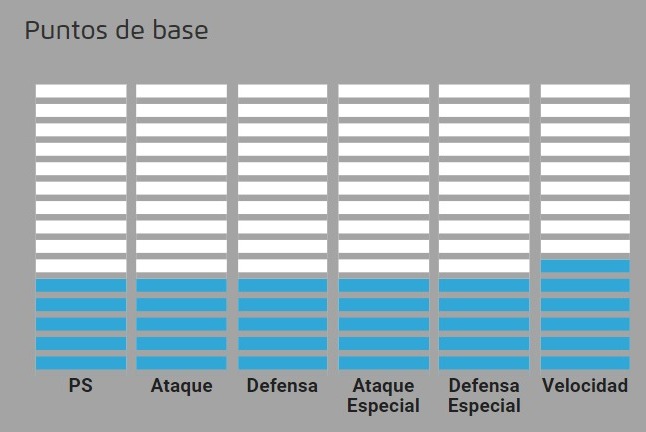 Puntos de base
PS
Ataque
Defensa
Ataque
Especial
Defensa
Especial
Velocidad